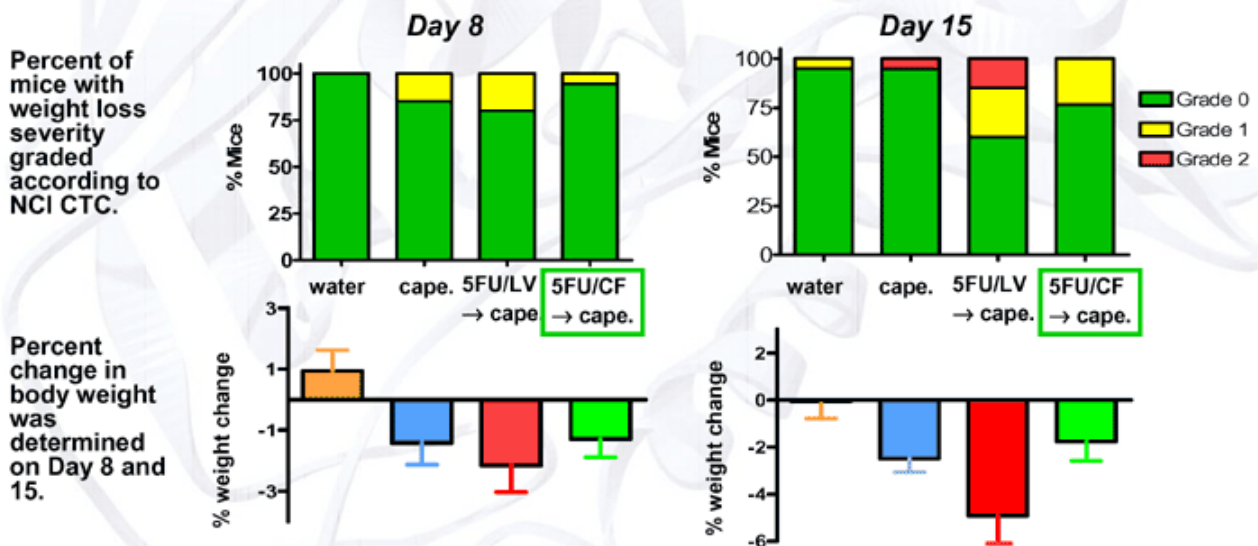 Day 8
Day 15
Percent of
mice with
weight loss
severity
graded
according to
NCI CTC.
% Mice
100
75
50
25
0
water
cape.
5FU/LV
→ cape.
5FU/CF
→ cape.
% Mice
100
75
50
25
0
water
cape.
5FU/LV
→ cape.
5FU/CF
→ cape.
Grade 0
Grade 1
Grade 2
Percent
change in
body weight
was
determined
on Day 8 and
15.
% weight change
3
1
-1
-3
% weight change
2
0
-2
-4
-6